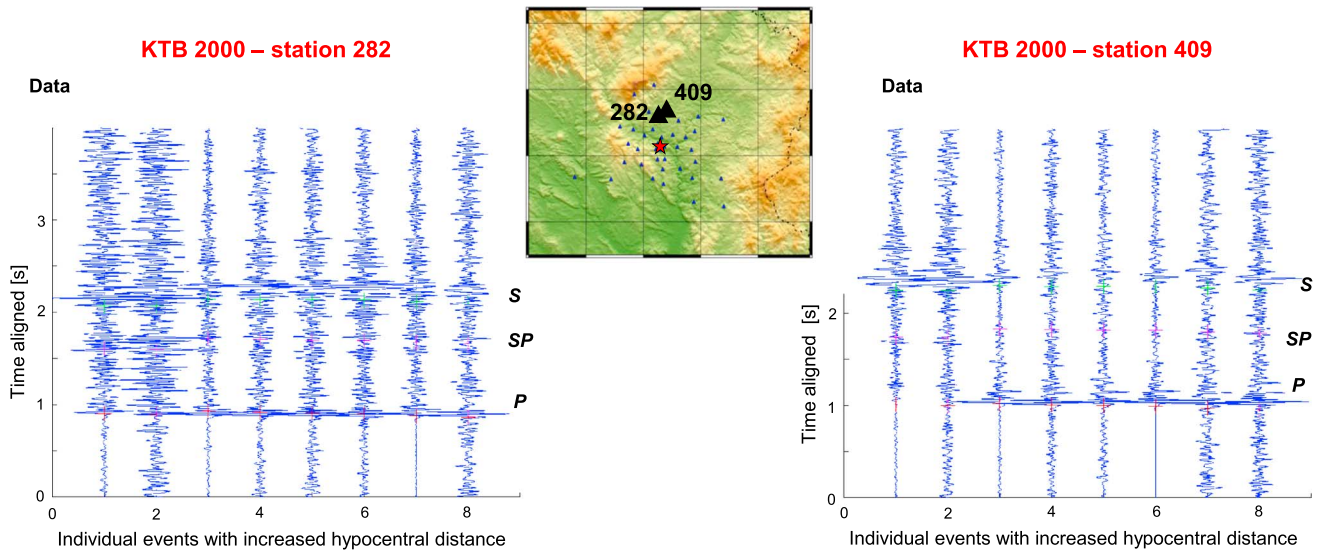 KTB 2000 – station 282
Data
Time aligned [s]
3
2
1
0
0 2 4 6 8
Individual events with increased hypocentral distance
S
SP
P
409
282
KTB 2000 – station 409
Data
Time aligned [s]
2
1
0
0 2 4 6 8
Individual events with increased hypocentral distance
S
SP
P